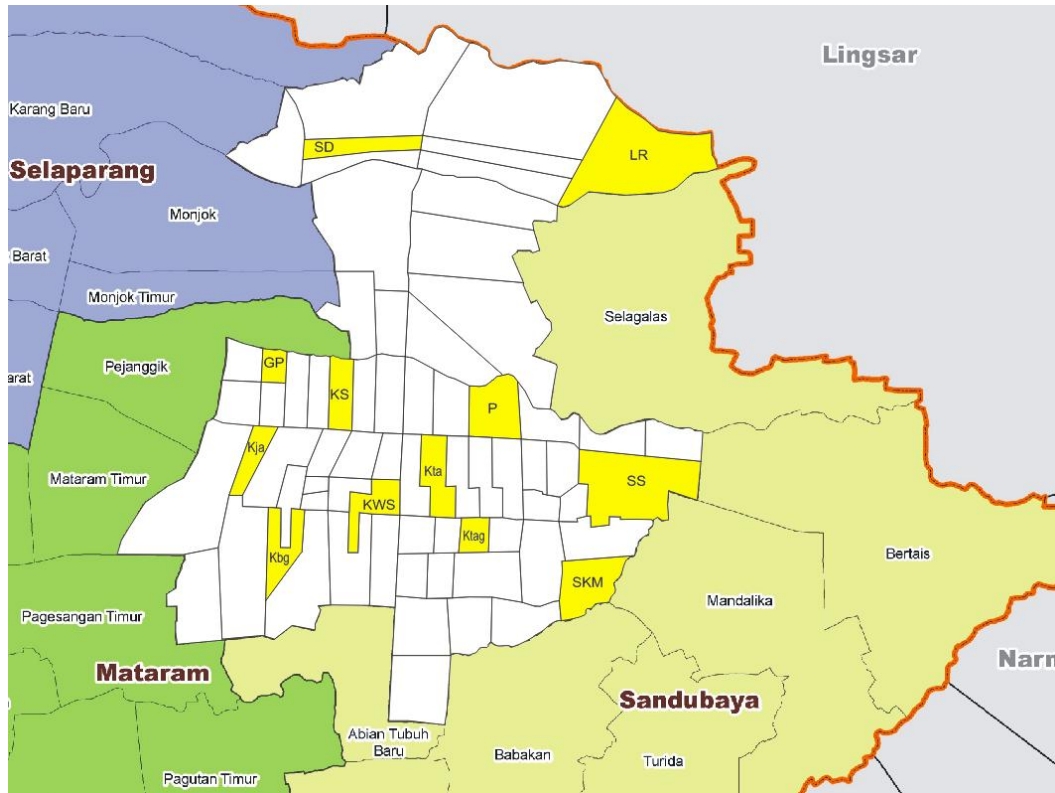 Lingsar
Karang Baru
SD
LR
Selaparang
Monjok
Barat
Monjok Timur
Selagalas
Pejanggik
arat
GP
KS
P
Kja
Mataram Timur
Kta
SS
KWS
Ktag
Kbg
Bertais
SKM
Mandalika
Pagesangan Timur
Narm
Mataram
Sandubaya
Abian Tubuh
Baru
Babakan
Turida
Pagutan Timur